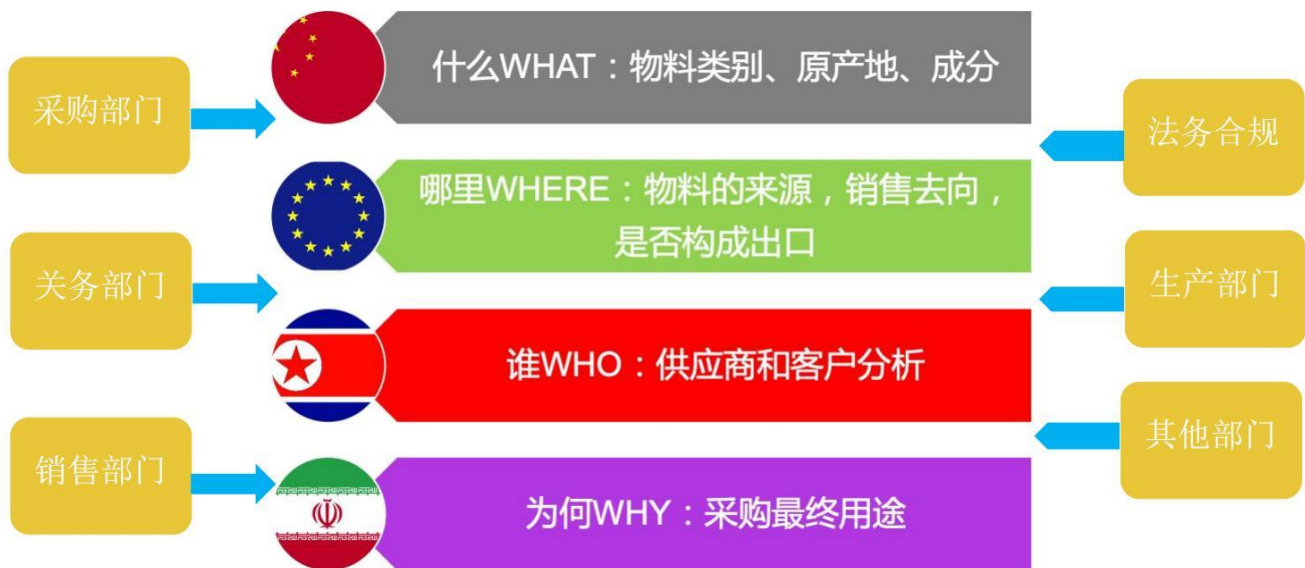 什么WHAT：物料类别、原产地、成分
采购部门
法务合规
哪里WHERE：物料的来源，销售去向，
是否构成出口
关务部门
生产部门
谁WHO：供应商和客户分析
其他部门
销售部门
为何WHY：采购最终用途